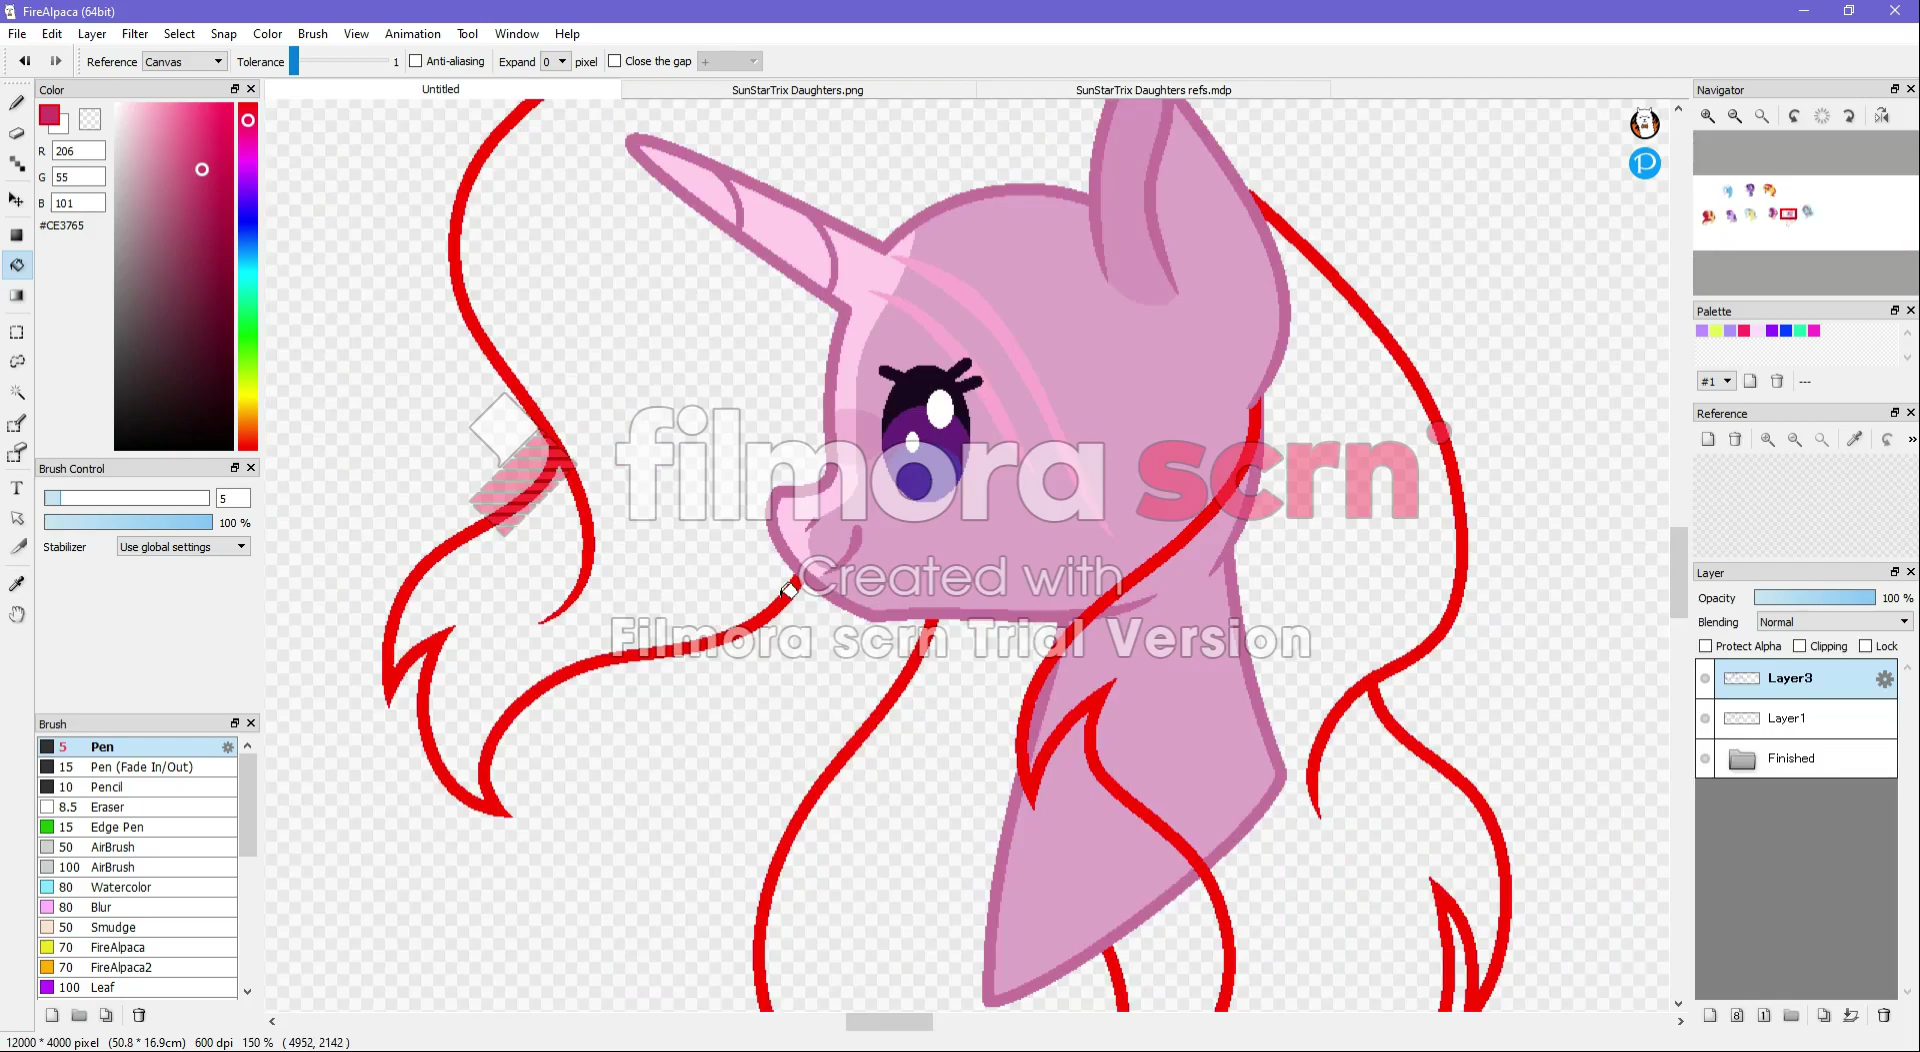 FireAlpaca (64bit)
File Edit Layer Filter Select Snap Color Brush View Animation Tool Window Help
Reference Canvas Tolerance 1 Anti-aliasing Expand 0 pixel Close the gap +
Color
Untitled SunStarTrix Daughters.png SunStarTrix Daughters refs.mdp
Navigator
R 206
G 55
B 101
#CE3765
Brush Control
5
100 %
Stabilizer Use global settings
Brush
5 Pen
15 Pen (Fade In/Out)
10 Pencil
8.5 Eraser
15 Edge Pen
50 AirBrush
100 AirBrush
80 Watercolor
80 Blur
50 Smudge
70 FireAlpaca
70 FireAlpaca2
100 Leaf
filmora scrn
Created with
Filmora scrn Trial Version
P
Palette
#1 ---
Reference
»
Layer
Opacity 100 %
Blending Normal
Protect Alpha Clipping Lock
Layer3
Layer1
Finished
8 1
12000 * 4000 pixel (50.8 * 16.9cm) 600 dpi 150 % ( 4952, 2142 )